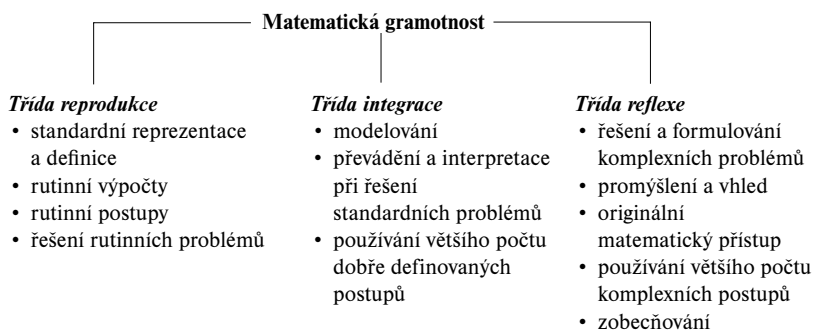 Matematická gramotnost
Třída reprodukce
• standardní reprezentace
a definice
• rutinní výpočty
• rutinní postupy
• řešení rutinních problémů
Třída integrace
• modelování
• převádění a interpretace
při řešení
standardních problémů
• používání většího počtu
dobře definovaných
postupů
Třída reflexe
• řešení a formulování
komplexních problémů
• promýšlení a vhled
• originální
matematický přístup
• používání většího počtu
komplexních postupů
• zobecňování